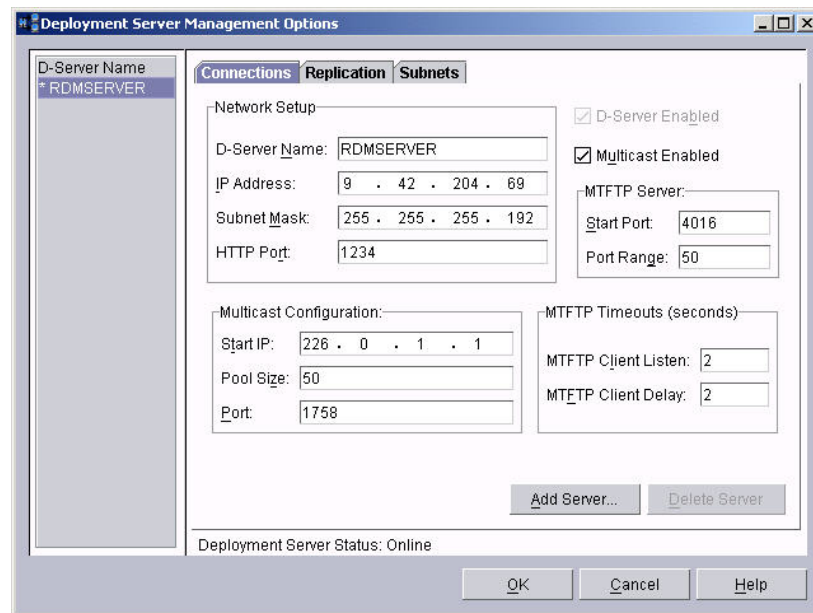 Deployment Server Management Options
D-Server Name
* RDMSERVER
Connections Replication Subnets
Network Setup
D-Server Name: RDMSERVER
IP Address: 9 . 42 . 204 . 69
Subnet Mask: 255 . 255 . 255 . 192
HTTP Port: 1234
D-Server Enabled
Multicast Enabled
MTFTP Server:
Start Port: 4016
Port Range: 50
Multicast Configuration:
Start IP: 226 . 0 . 1 . 1
Pool Size: 50
Port: 1758
MTFTP Timeouts (seconds)
MTFTP Client Listen: 2
MTFTP Client Delay: 2
Add Server... Delete Server
Deployment Server Status: Online
OK Cancel Help